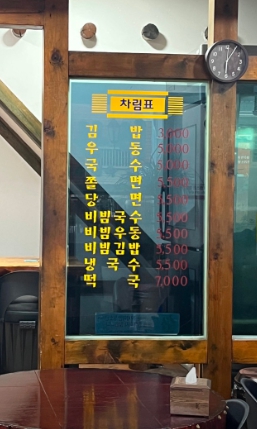 차림표
김 밥 3,000
우 동 5,000
국 수 5,000
쫄 면 5,500
당 면
비 빔 국 수
비 빔 우 동 5,500
비 빔 김 밥 5,500
냉 국 수 5,500
떡 국 7,000